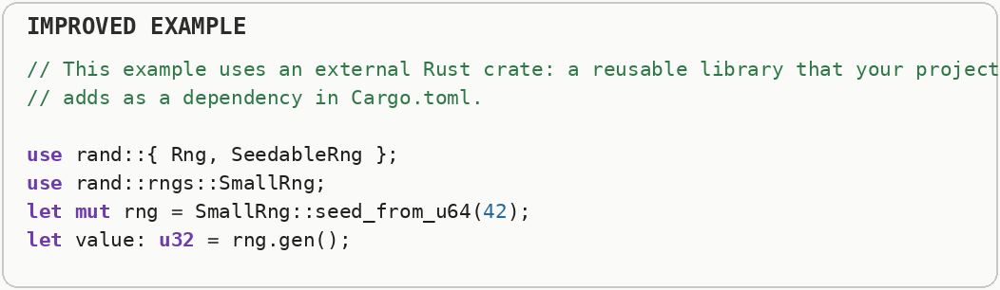 IMPROVED EXAMPLE
// This example uses an external Rust crate: a reusable library that your project
// adds as a dependency in Cargo.toml.
use rand::{ Rng, SeedableRng };
use rand::rngs::SmallRng;
let mut rng = SmallRng::seed_from_u64(42);
let value: u32 = rng.gen();